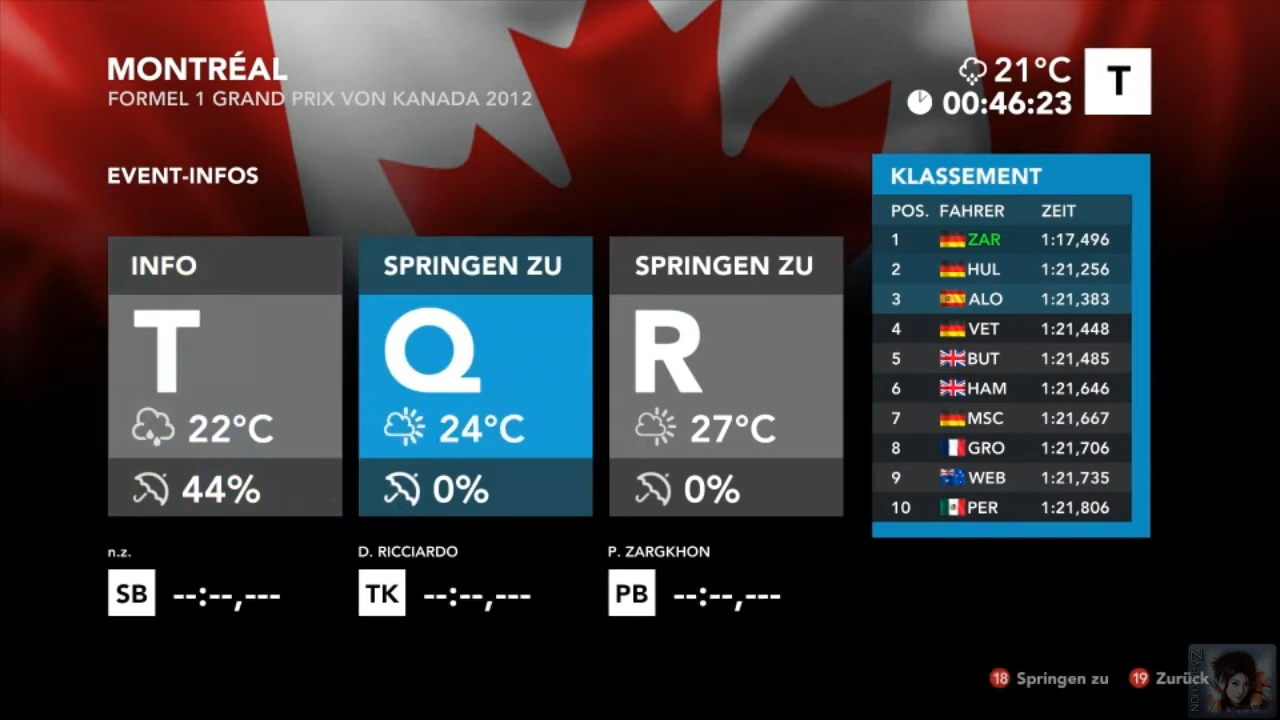 MONTRÉAL
FORMEL 1 GRAND PRIX VON KANADA 2012
21°C
00:46:23
T
EVENT-INFOS
INFO
T
22°C
44%
SPRINGEN ZU
Q
24°C
0%
SPRINGEN ZU
R
27°C
0%
KLASSEMENT
POS. FAHRER ZEIT
1 ZAR 1:17,496
2 HUL 1:21,256
3 ALO 1:21,383
4 VET 1:21,448
5 BUT 1:21,485
6 HAM 1:21,646
7 MSC 1:21,667
8 GRO 1:21,706
9 WEB 1:21,735
10 PER 1:21,806
n.z.
SB --:--,---
D. RICCIARDO
TK --:--,---
P. ZARGKHON
PB --:--,---
18 Springen zu 19 Zurück